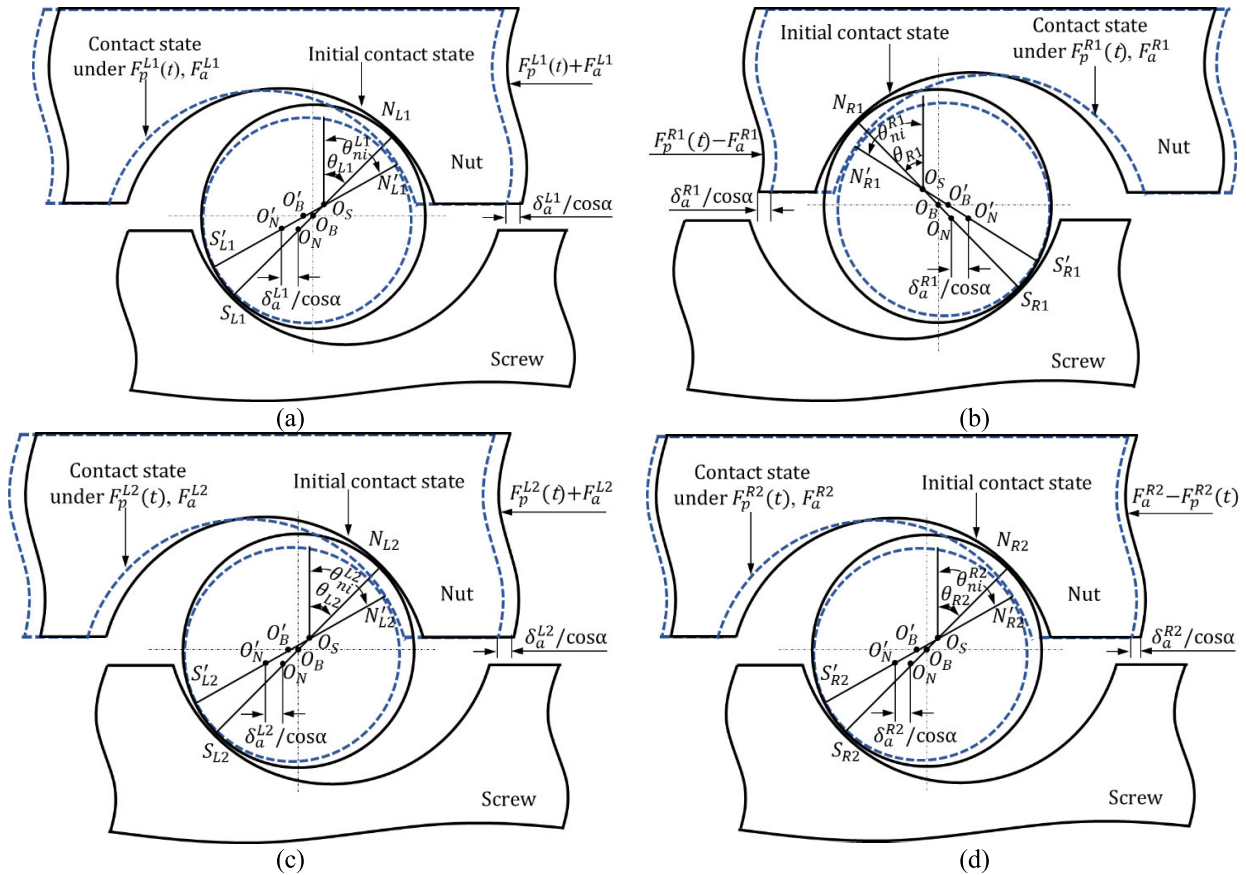 Contact state
under F_p^{L1}(t), F_a^{L1}
Initial contact state
F_p^{L1}(t)+F_a^{L1}
N_{L1}
θ_{ni}^{L1}
θ_{L1}
N'_{L1}
Nut
O'_B
O_S
O'_N
O_B
O_N
δ_a^{L1}/cosα
S'_{L1}
δ_a^{L1}/cosα
S_{L1}
Screw
(a)
Initial contact state
Contact state
under F_p^{R1}(t), F_a^{R1}
N_{R1}
F_p^{R1}(t)−F_a^{R1}
θ_{ni}^{R1}
θ_{R1}
N'_{R1}
Nut
O_S
δ_a^{R1}/cosα
O'_B
O_B
O'_N
O_N
S'_{R1}
δ_a^{R1}/cosα
S_{R1}
Screw
(b)
Contact state
under F_p^{L2}(t), F_a^{L2}
Initial contact state
F_p^{L2}(t)+F_a^{L2}
N_{L2}
θ_{ni}^{L2}
θ_{L2}
N'_{L2}
Nut
O'_B
O_S
O'_N
O_B
O_N
δ_a^{L2}/cosα
S'_{L2}
δ_a^{L2}/cosα
S_{L2}
Screw
(c)
Contact state
under F_p^{R2}(t), F_a^{R2}
Initial contact state
F_a^{R2}−F_p^{R2}(t)
N_{R2}
θ_{ni}^{R2}
θ_{R2}
N'_{R2}
Nut
O'_B
O_S
O'_N
O_B
O_N
δ_a^{R2}/cosα
S'_{R2}
δ_a^{R2}/cosα
S_{R2}
Screw
(d)